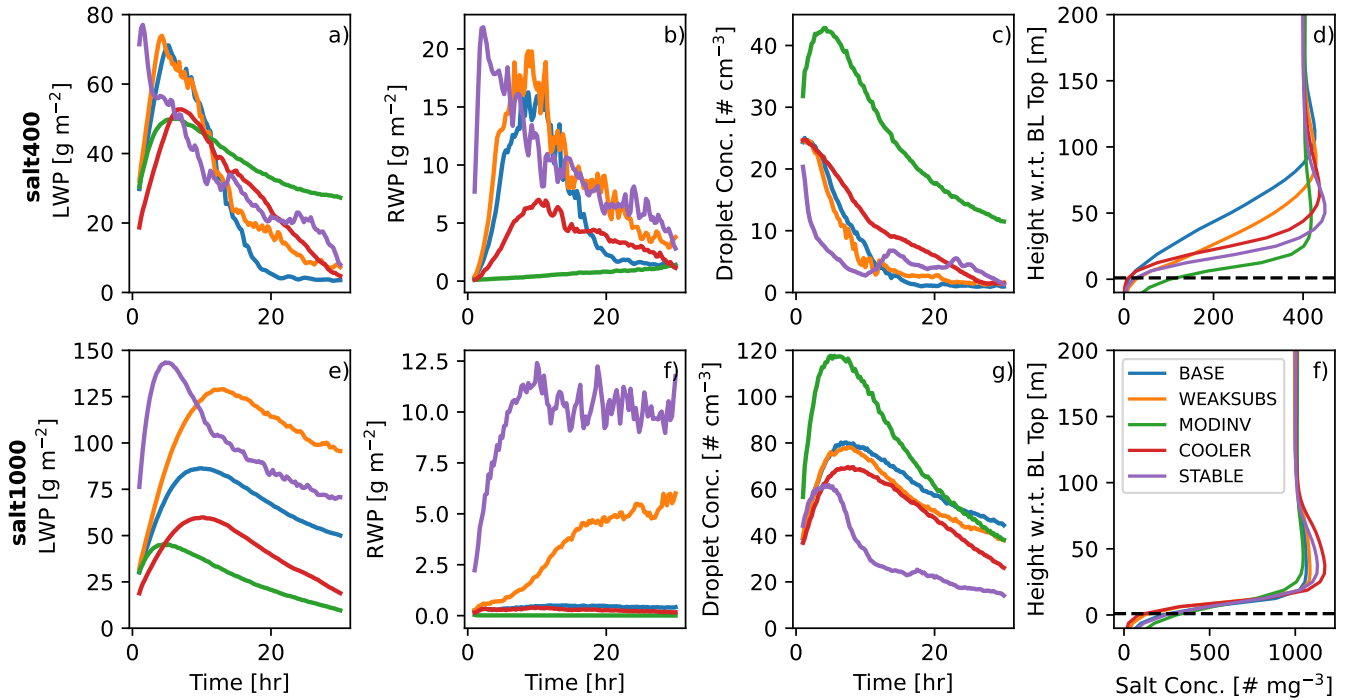 salt400
LWP [g m⁻²]
80
60
40
20
0
0
20
a)
RWP [g m⁻²]
20
15
10
5
0
0
20
b)
Droplet Conc. [# cm⁻³]
40
30
20
10
0
0
20
c)
Height w.r.t. BL Top [m]
200
150
100
50
0
0
200
400
d)
salt1000
LWP [g m⁻²]
150
125
100
75
50
25
0
0
20
Time [hr]
e)
RWP [g m⁻²]
12.5
10.0
7.5
5.0
2.5
0.0
0
20
Time [hr]
f)
Droplet Conc. [# cm⁻³]
120
100
80
60
40
20
0
0
20
Time [hr]
g)
Height w.r.t. BL Top [m]
200
150
100
50
0
0
500
1000
Salt Conc. [# mg⁻³]
f)
BASE
WEAKSUBS
MODINV
COOLER
STABLE